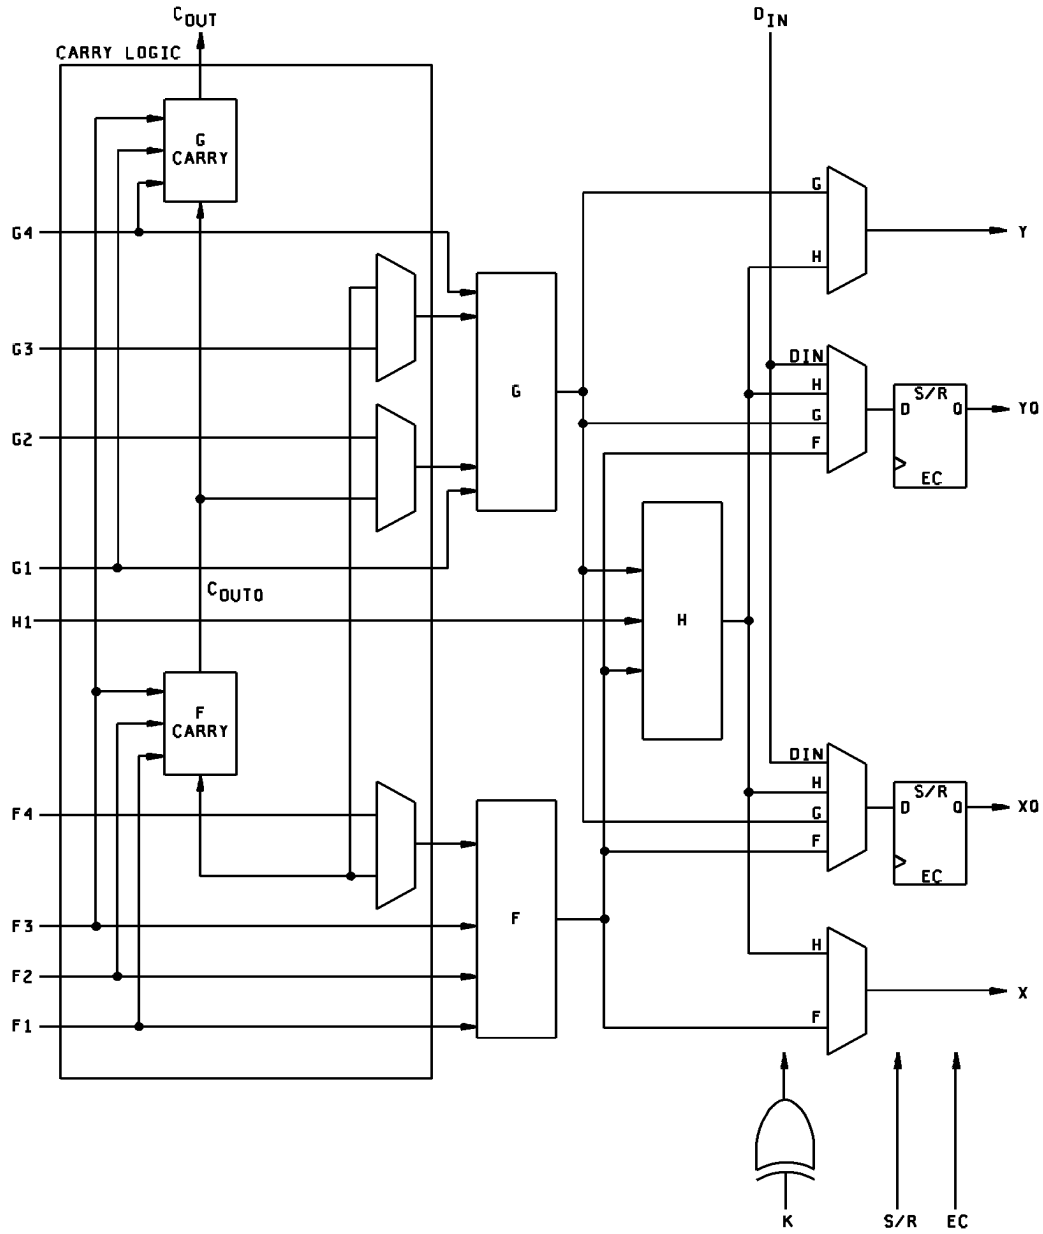 COUT
DIN
CARRY LOGIC
G
CARRY
G4
G3
G2
G1
H1
COUT0
F
CARRY
F4
F3
F2
F1
G
F
H
G
H
Y
DIN
H
G
F
S/R
D
Q
EC
YQ
DIN
H
G
F
S/R
D
Q
EC
XQ
H
F
X
K
S/R
EC